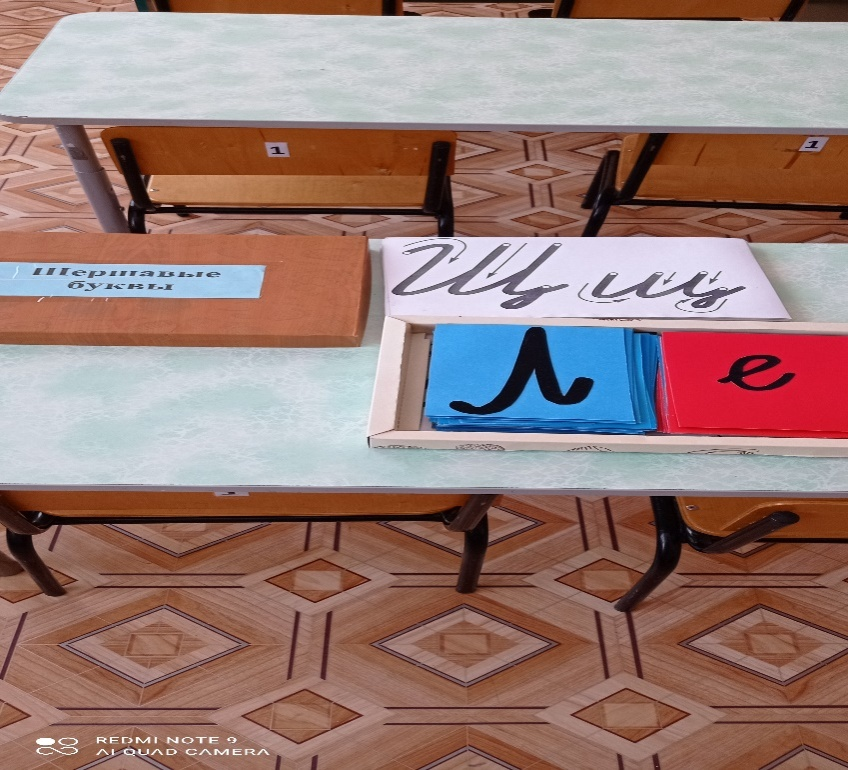 1
1
Шершавые
буквы
Щ щ
л
е
REDMI NOTE 9
AI QUAD CAMERA